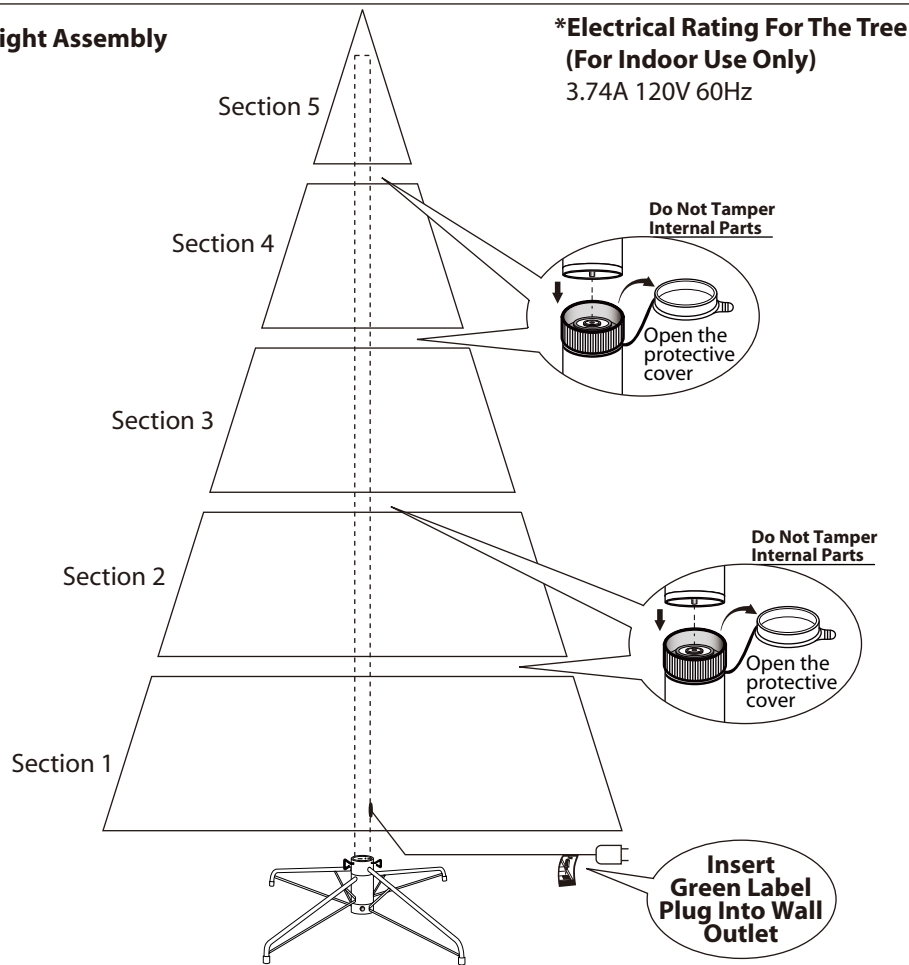 ight Assembly
*Electrical Rating For The Tree
(For Indoor Use Only)
3.74A 120V 60Hz
Section 5
Do Not Tamper
Internal Parts
Section 4
Open the
protective
cover
Section 3
Do Not Tamper
Internal Parts
Section 2
Open the
protective
cover
Section 1
Insert
Green Label
Plug Into Wall
Outlet